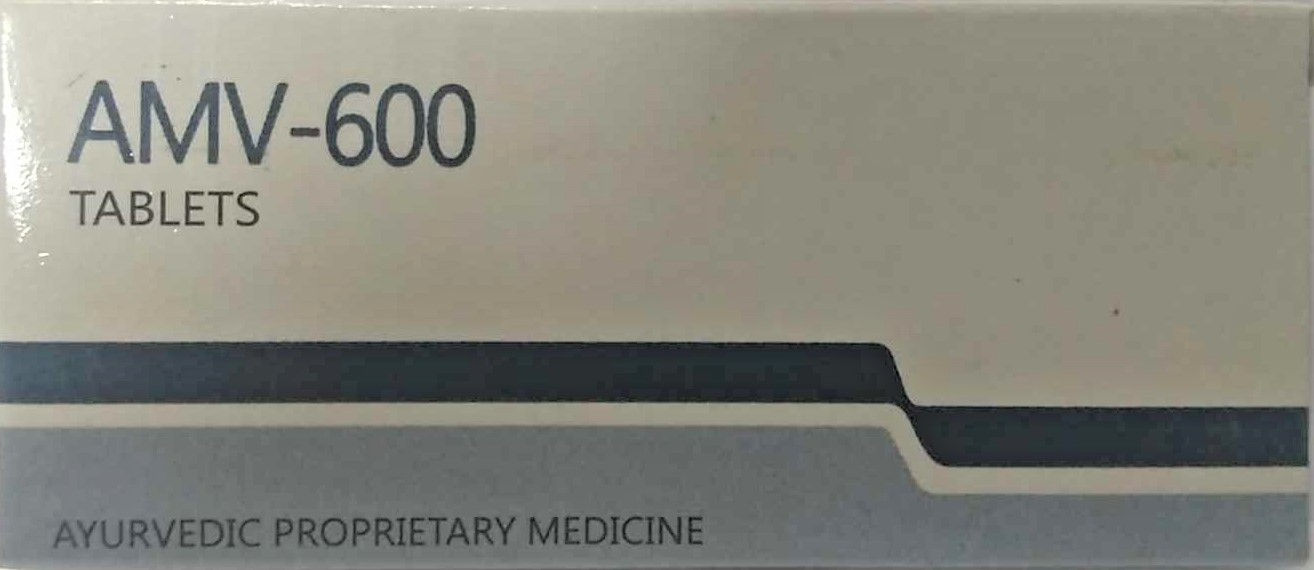 AMV-600
TABLETS
AYURVEDIC PROPRIETARY MEDICINE